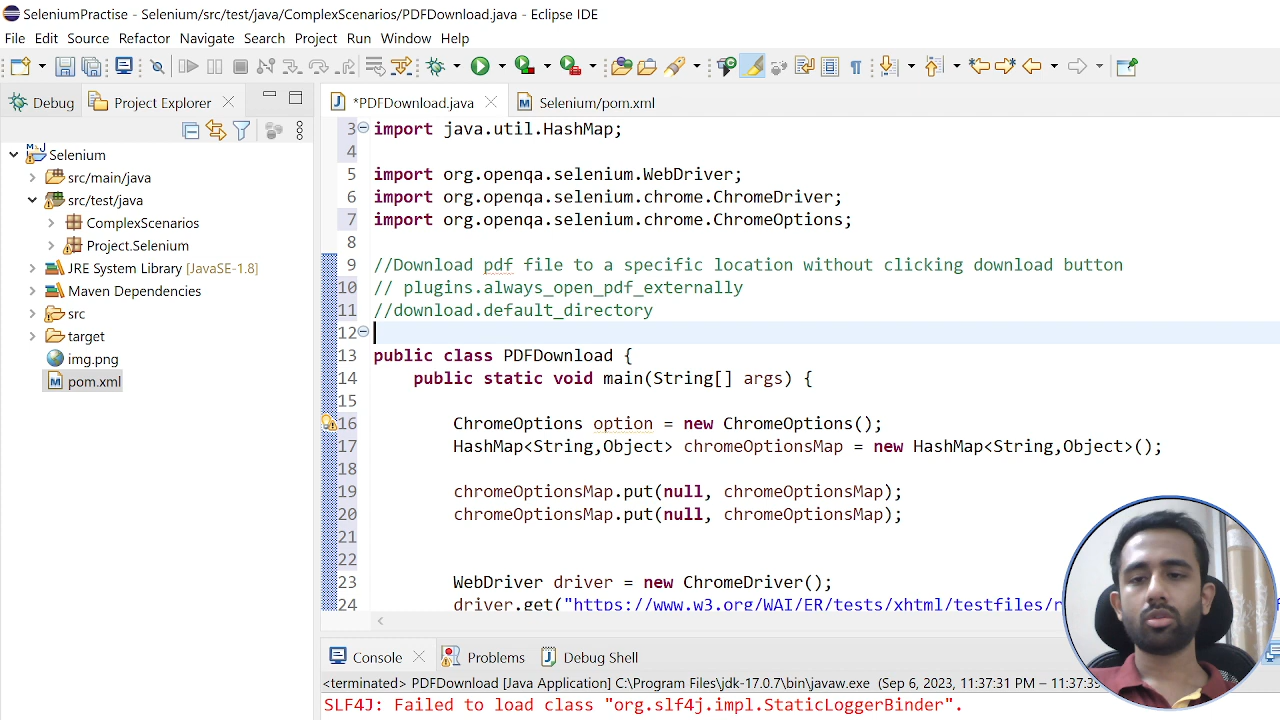 SeleniumPractise - Selenium/src/test/java/ComplexScenarios/PDFDownload.java - Eclipse IDE
File Edit Source Refactor Navigate Search Project Run Window Help
Debug Project Explorer *PDFDownload.java Selenium/pom.xml
Selenium
src/main/java
src/test/java
ComplexScenarios
Project.Selenium
JRE System Library [JavaSE-1.8]
Maven Dependencies
src
target
img.png
pom.xml
3 import java.util.HashMap;
4
5 import org.openqa.selenium.WebDriver;
6 import org.openqa.selenium.chrome.ChromeDriver;
7 import org.openqa.selenium.chrome.ChromeOptions;
8
9 //Download pdf file to a specific location without clicking download button
10 // plugins.always_open_pdf_externally
11 //download.default_directory
12
13 public class PDFDownload {
14 public static void main(String[] args) {
15
16 ChromeOptions option = new ChromeOptions();
17 HashMap<String,Object> chromeOptionsMap = new HashMap<String,Object>();
18
19 chromeOptionsMap.put(null, chromeOptionsMap);
20 chromeOptionsMap.put(null, chromeOptionsMap);
21
22
23 WebDriver driver = new ChromeDriver();
24 driver.get("https://www.w3.org/WAI/ER/tests/xhtml/testfiles/r
Console Problems Debug Shell
<terminated> PDFDownload [Java Application] C:\Program Files\jdk-17.0.7\bin\javaw.exe (Sep 6, 2023, 11:37:31 PM – 11:37:39
SLF4J: Failed to load class "org.slf4j.impl.StaticLoggerBinder".